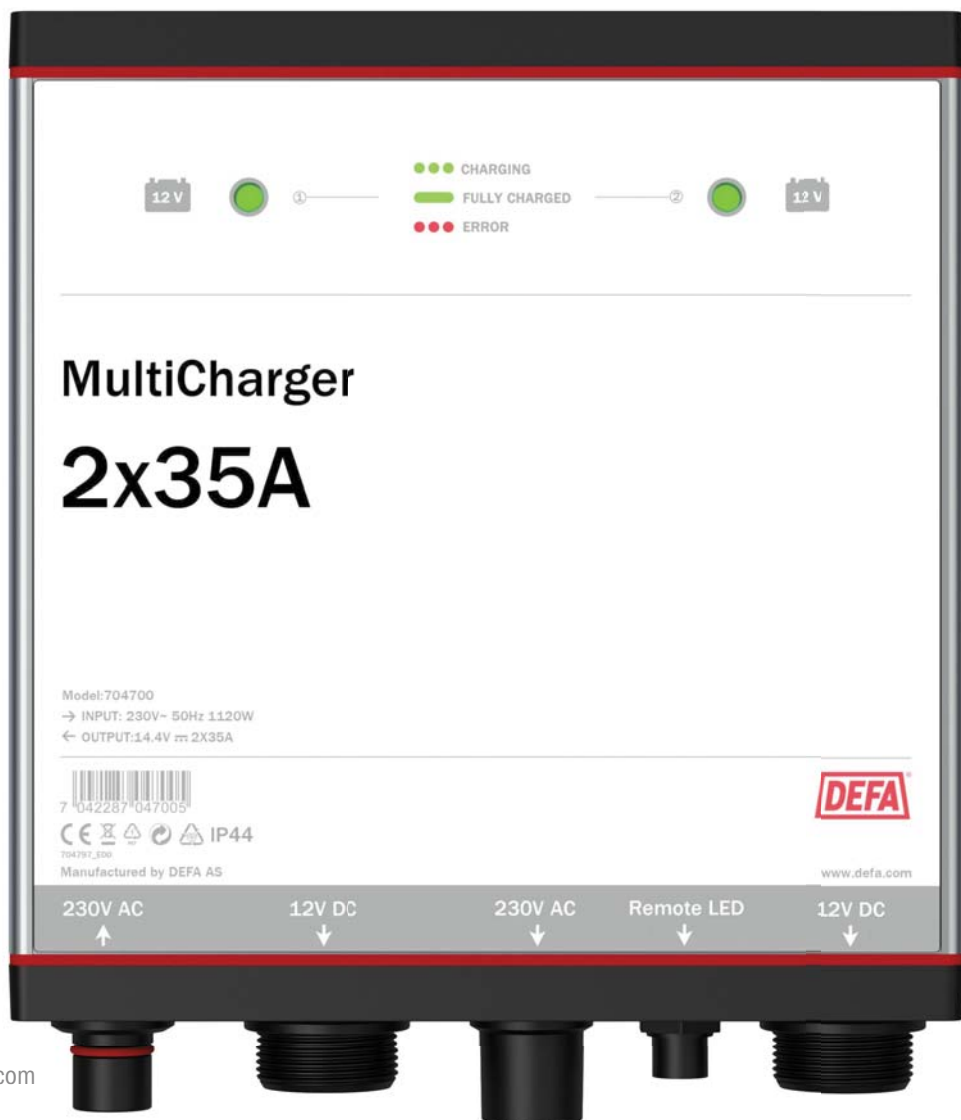 CHARGING
12 V ① FULLY CHARGED ② 12 V
ERROR
MultiCharger
2x35A
Model:704700
→ INPUT: 230V~ 50Hz 1120W
← OUTPUT:14.4V ⎓ 2X35A
7 042287 047005
DEFA®
CE IP44
704797_E00
Manufactured by DEFA AS
www.defa.com
230V AC 12V DC 230V AC Remote LED 12V DC
com